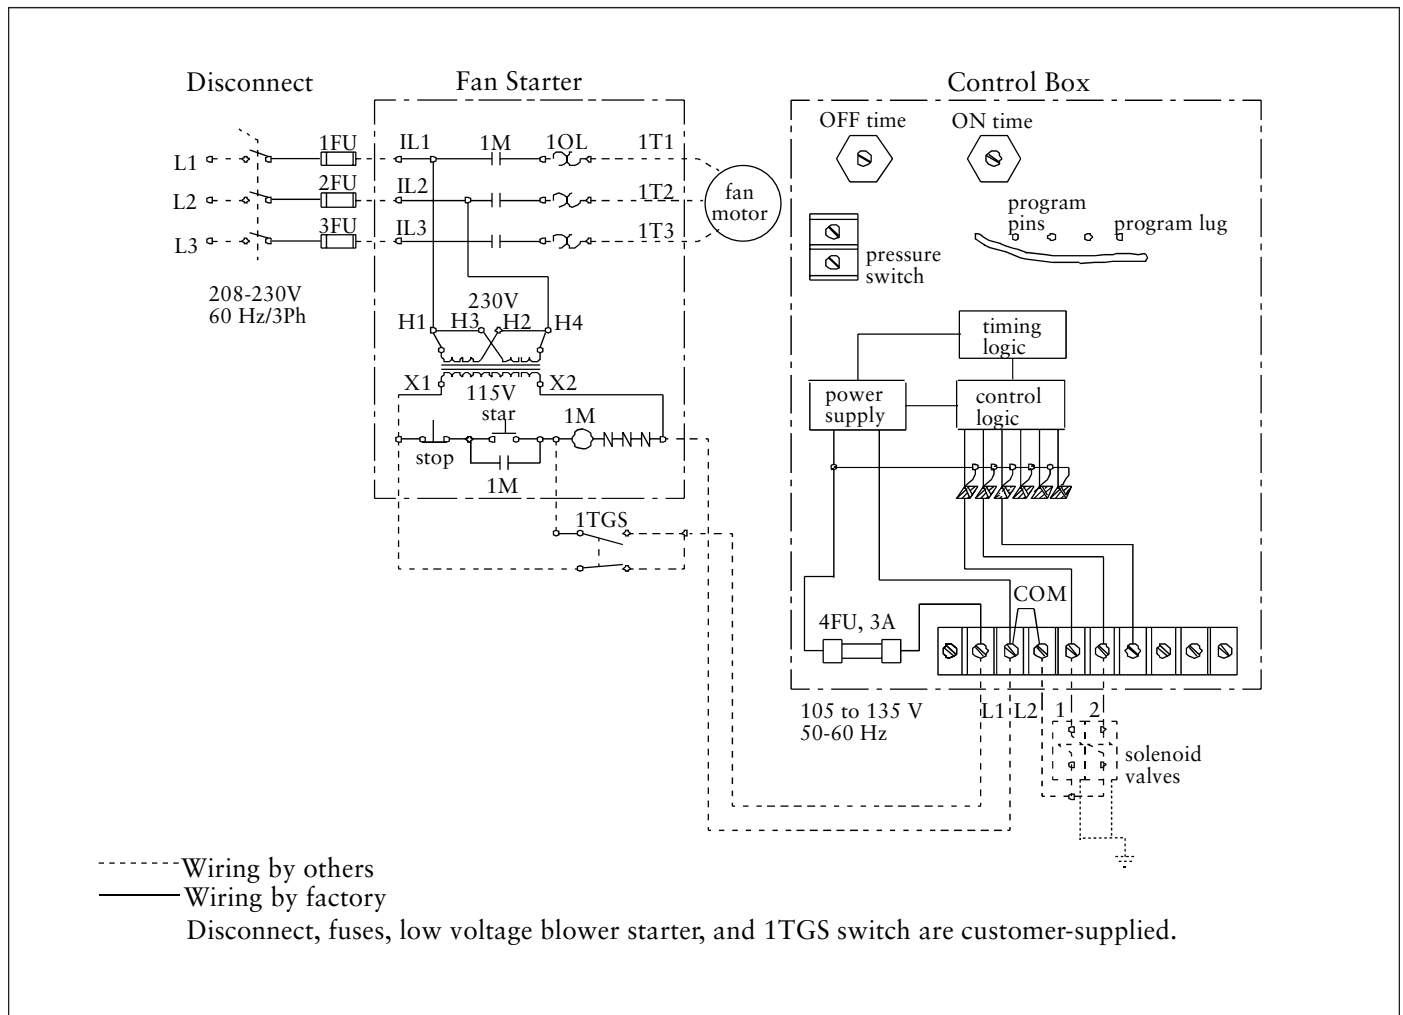 Disconnect
Fan Starter
Control Box
OFF time
ON time
1FU
IL1
1M
1OL
1T1
L1
2FU
IL2
1T2
L2
3FU
IL3
1T3
L3
fan
motor
program
pins
program lug
pressure
switch
208-230V
60 Hz/3Ph
230V
H1
H3
H2
H4
timing
logic
X1
115V
X2
power
supply
control
logic
star
1M
stop
1M
1TGS
COM
4FU, 3A
105 to 135 V
50-60 Hz
L1
L2
1
2
solenoid
valves
Wiring by others
Wiring by factory
Disconnect, fuses, low voltage blower starter, and 1TGS switch are customer-supplied.